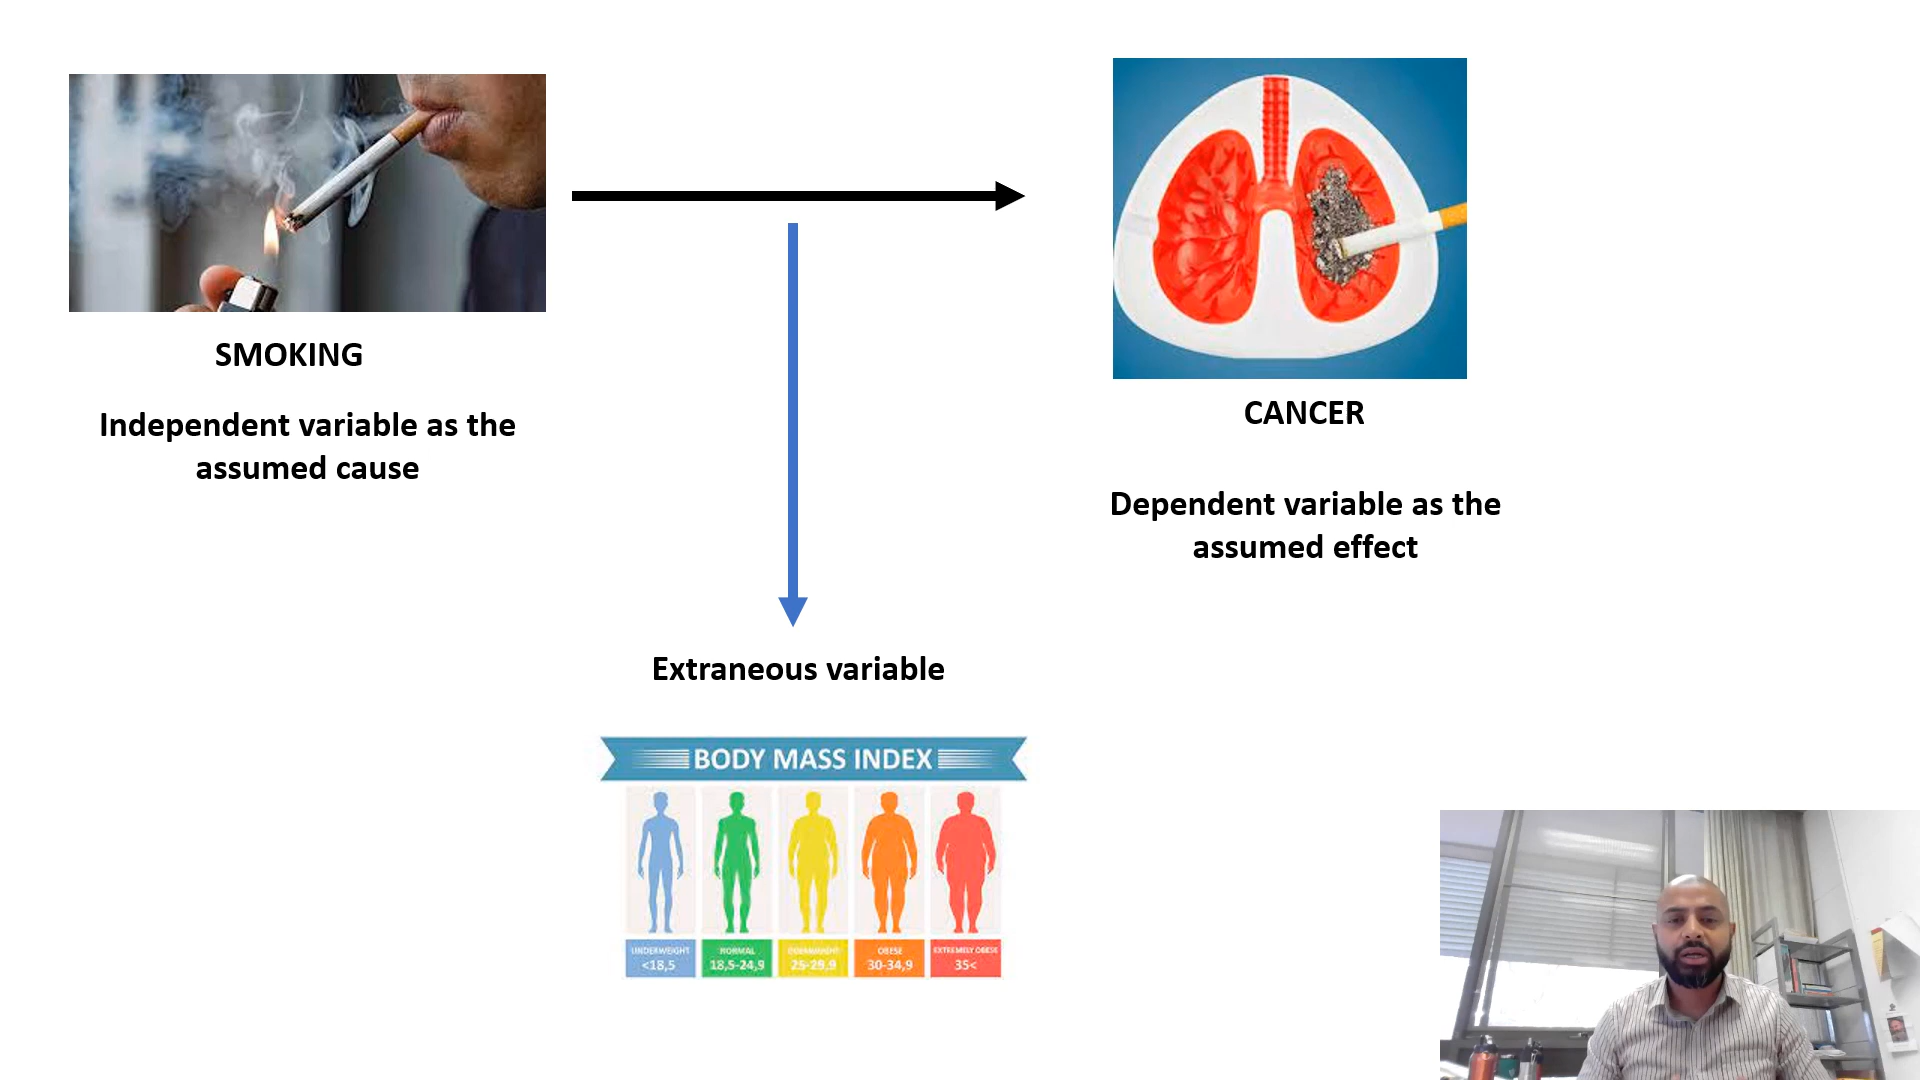 SMOKING
Independent variable as the
assumed cause
CANCER
Dependent variable as the
assumed effect
Extraneous variable
BODY MASS INDEX
UNDERWEIGHT
<18,5
NORMAL
18,5-24,9
OVERWEIGHT
25-29,9
OBESE
30-34,9
EXTREMELY OBESE
35<